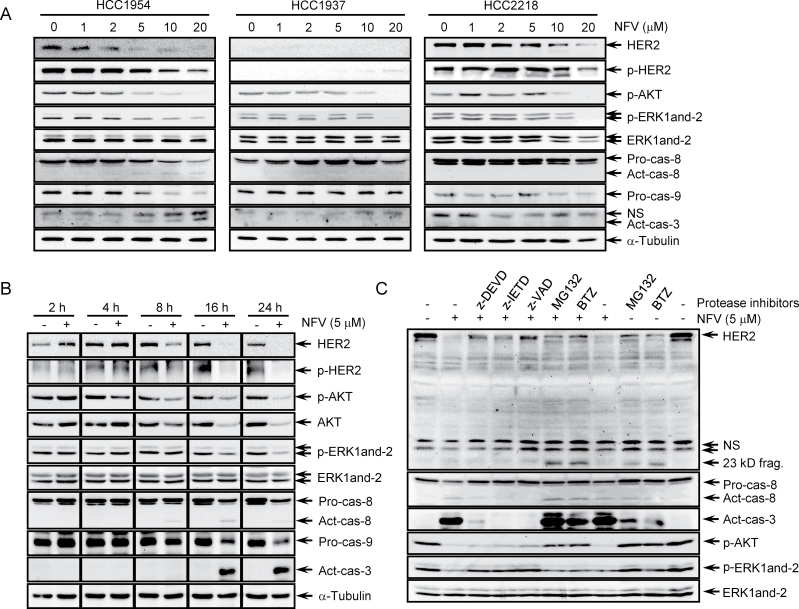 A
HCC1954 HCC1937 HCC2218
0 1 2 5 10 20 0 1 2 5 10 20 0 1 2 5 10 20 NFV (µM)
HER2
p-HER2
p-AKT
p-ERK1and-2
ERK1and-2
Pro-cas-8
Act-cas-8
Pro-cas-9
NS
Act-cas-3
α-Tubulin
B
2 h 4 h 8 h 16 h 24 h
- + - + - + - + - + NFV (5 µM)
HER2
p-HER2
p-AKT
AKT
p-ERK1and-2
ERK1and-2
Pro-cas-8
Act-cas-8
Pro-cas-9
Act-cas-3
α-Tubulin
C
- - z-DEVD z-IETD z-VAD MG132 BTZ - MG132 BTZ - Protease inhibitors
- + + + + + + + - - - NFV (5 µM)
HER2
NS
23 kD frag.
Pro-cas-8
Act-cas-8
Act-cas-3
p-AKT
p-ERK1and-2
ERK1and-2